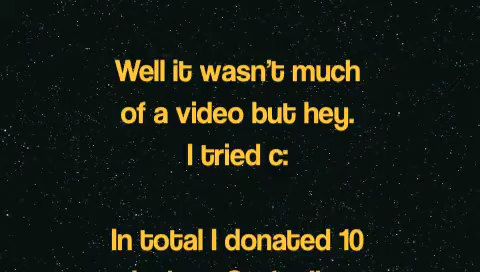 Well it wasn't much
of a video but hey.
I tried c:
In total I donated 10